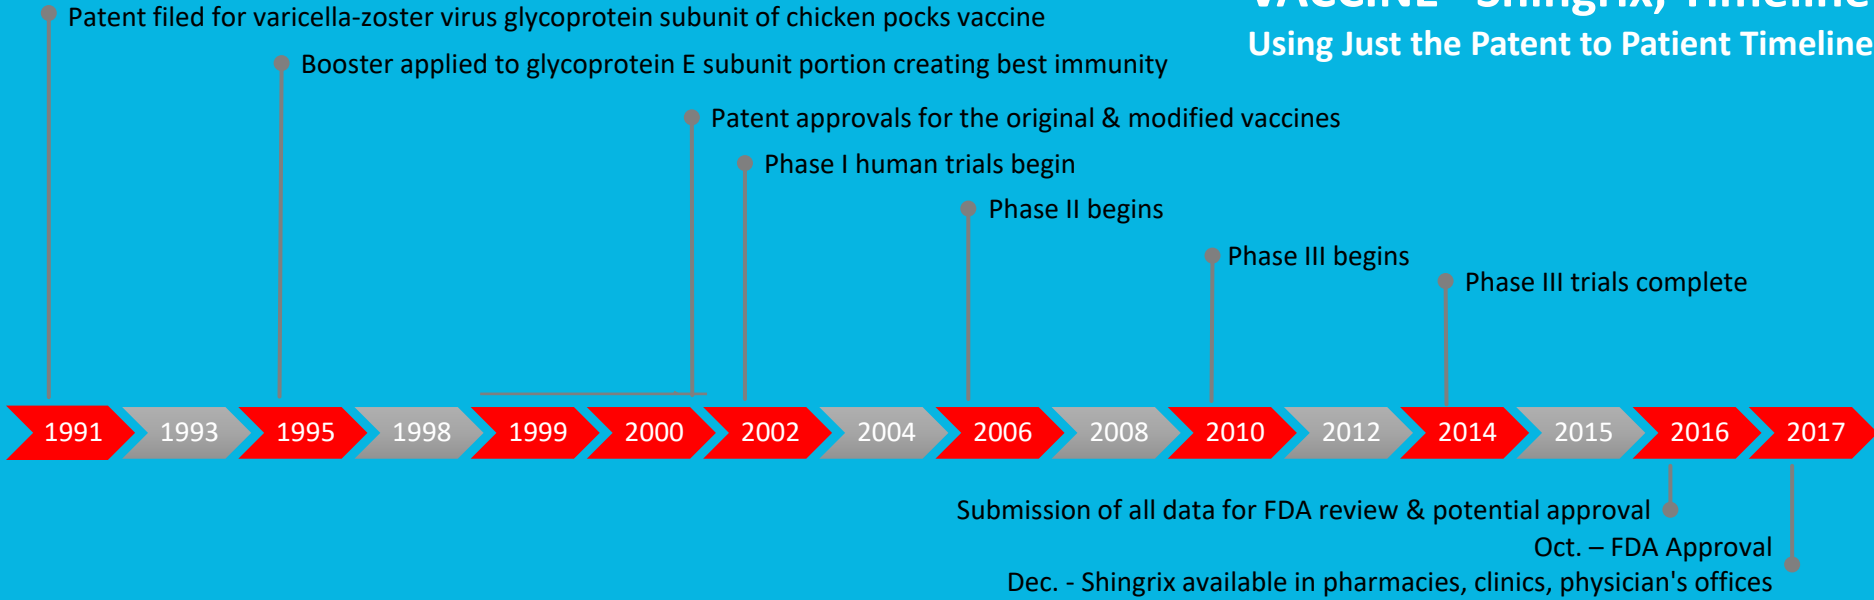 VACCINE - Shingrix, Timeline
Using Just the Patent to Patient Timeline
Patent filed for varicella-zoster virus glycoprotein subunit of chicken pocks vaccine
Booster applied to glycoprotein E subunit portion creating best immunity
Patent approvals for the original & modified vaccines
Phase I human trials begin
Phase II begins
Phase III begins
Phase III trials complete
1991 1993 1995 1998 1999 2000 2002 2004 2006 2008 2010 2012 2014 2015 2016 2017
Submission of all data for FDA review & potential approval
Oct. – FDA Approval
Dec. - Shingrix available in pharmacies, clinics, physician's offices